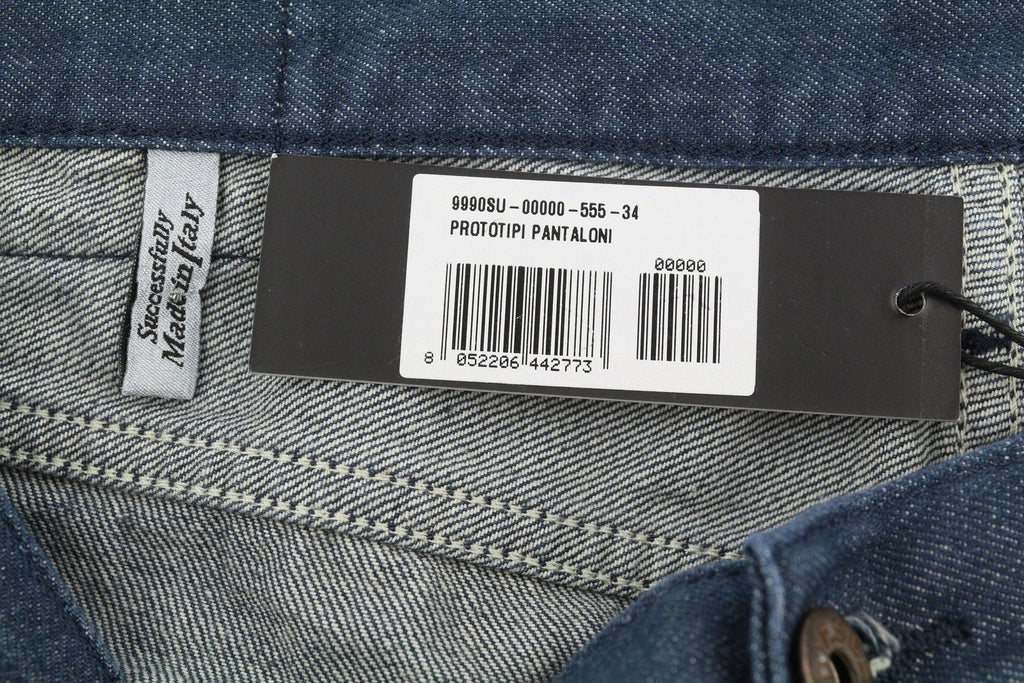 Successfully
Made in Italy
9990SU-00000-555-34
PROTOTIPI PANTALONI
00000
8 052206 442773